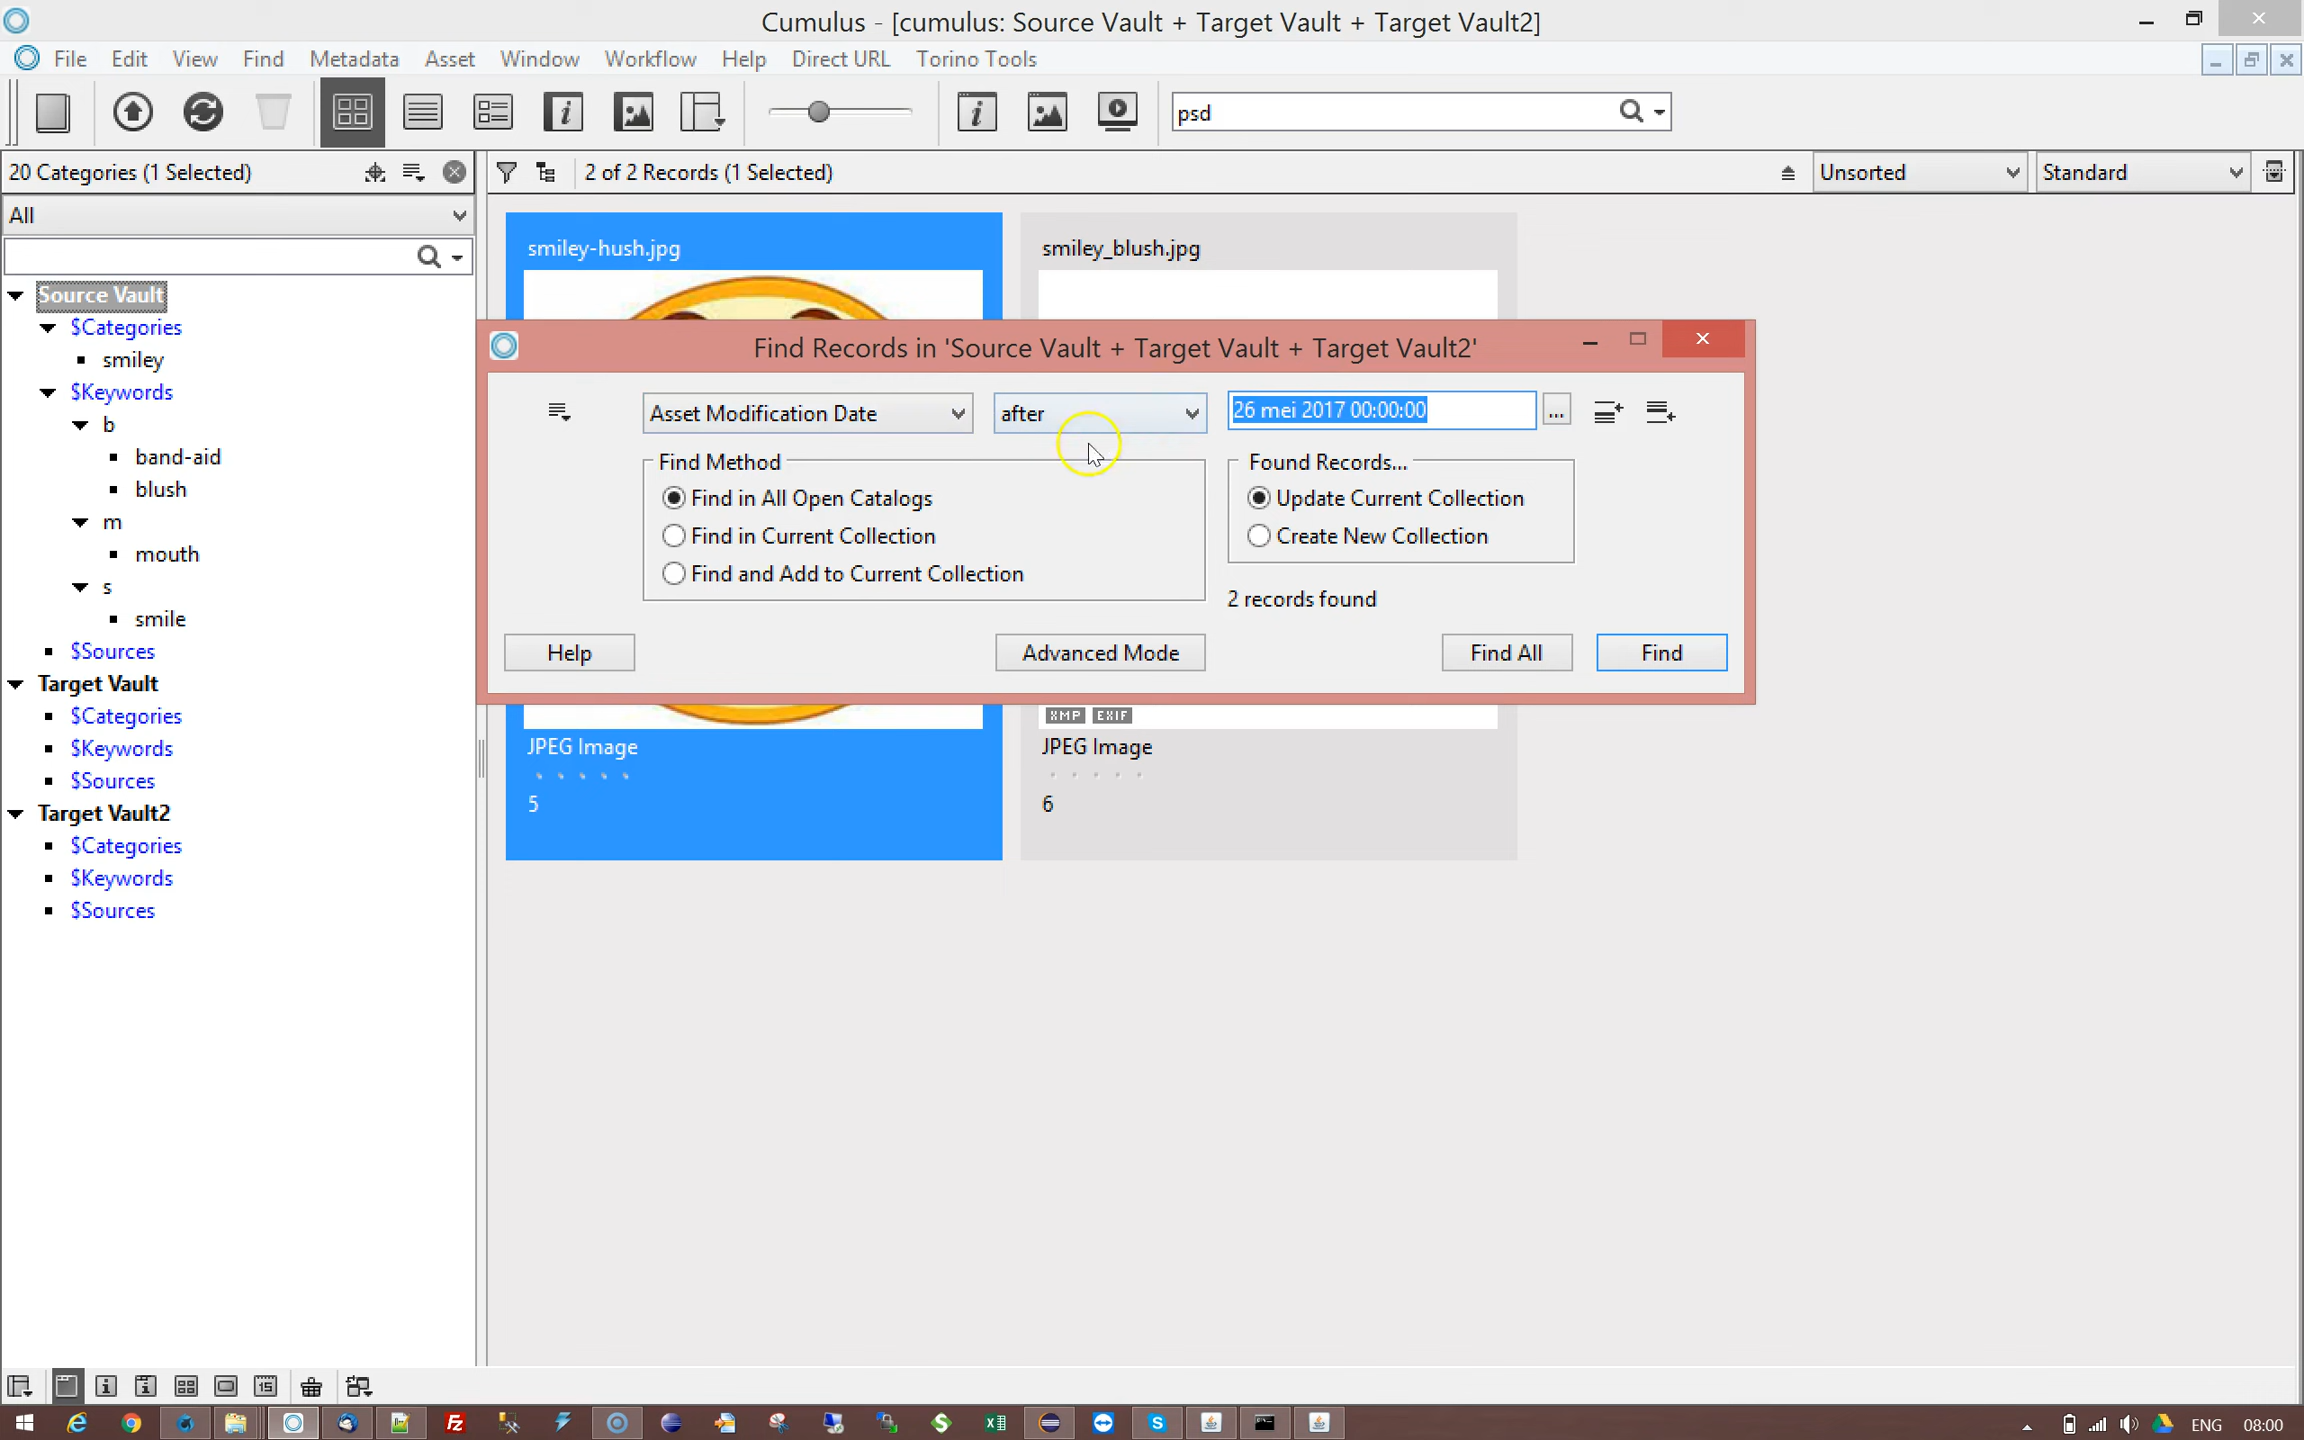 Cumulus - [cumulus: Source Vault + Target Vault + Target Vault2]
File Edit View Find Metadata Asset Window Workflow Help Direct URL Torino Tools
psd
20 Categories (1 Selected)
2 of 2 Records (1 Selected)
Unsorted
Standard
All
Source Vault
$Categories
smiley
$Keywords
b
band-aid
blush
m
mouth
s
smile
$Sources
Target Vault
$Categories
$Keywords
$Sources
Target Vault2
$Categories
$Keywords
$Sources
smiley-hush.jpg
smiley_blush.jpg
Find Records in 'Source Vault + Target Vault + Target Vault2'
Asset Modification Date
after
26 mei 2017 00:00:00
...
Find Method
Find in All Open Catalogs
Find in Current Collection
Find and Add to Current Collection
Found Records...
Update Current Collection
Create New Collection
2 records found
Help
Advanced Mode
Find All
Find
XMP EXIF
JPEG Image
5
JPEG Image
6
15
ENG 08:00